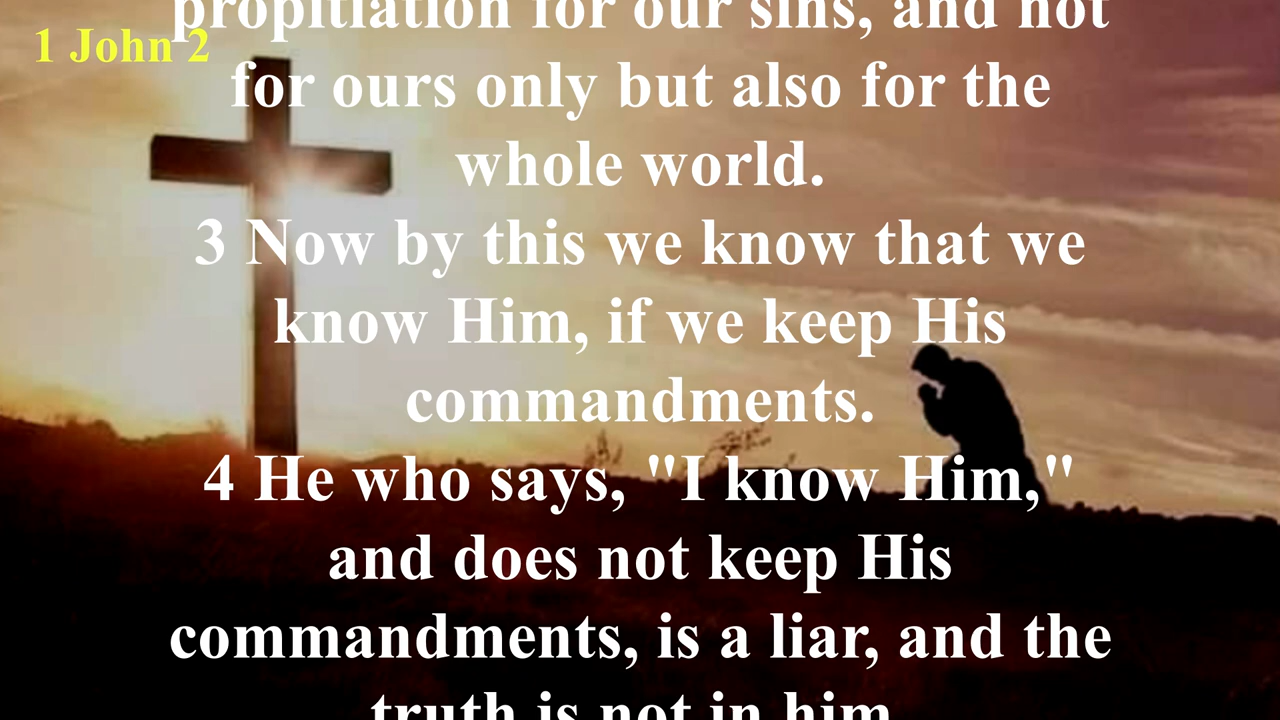 1 John 2
propitiation for our sins, and not
for ours only but also for the
whole world.
3 Now by this we know that we
know Him, if we keep His
commandments.
4 He who says, "I know Him,"
and does not keep His
commandments, is a liar, and the
truth is not in him